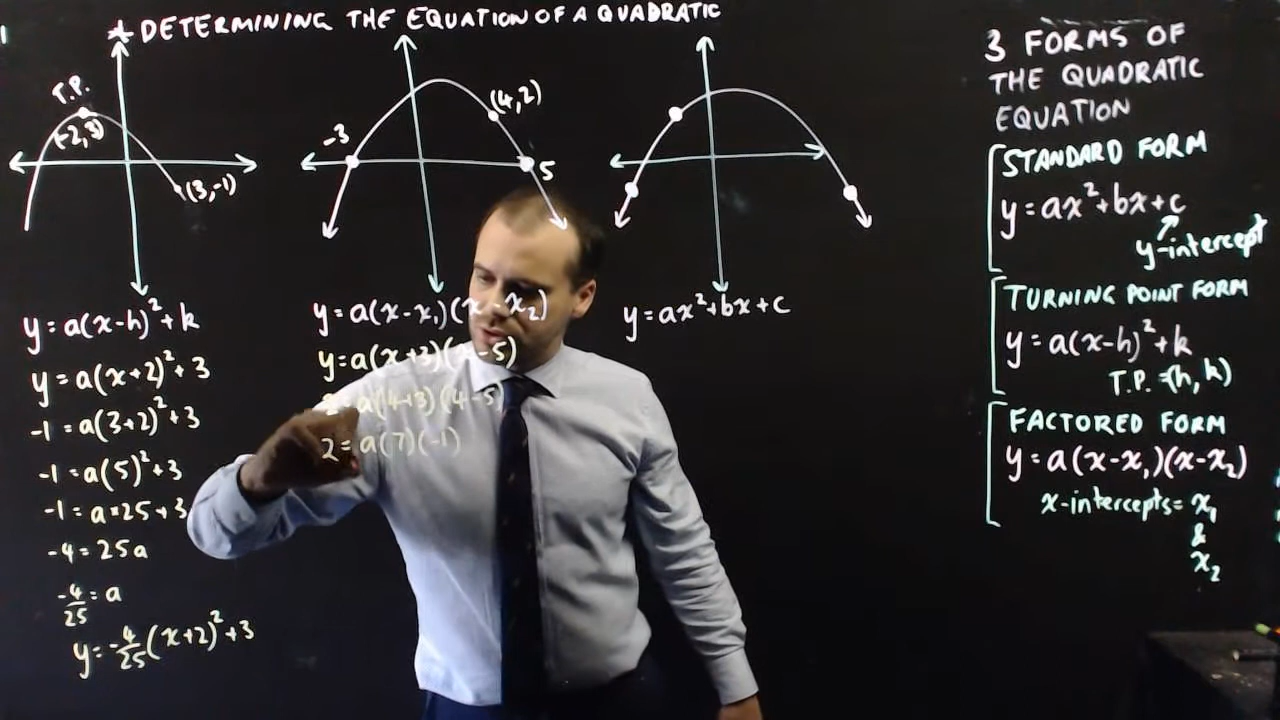 * DETERMINING THE EQUATION OF A QUADRATIC
T.P.
(-2,3)
(3,-1)
y=a(x-h)²+k
y=a(x+2)²+3
-1=a(3+2)²+3
-1=a(5)²+3
-1=a×25+3
-4=25a
-4/25=a
y=-4/25(x+2)²+3
-3
(4,2)
5
y=a(x-x₁)(x-x₂)
y=a(x+3)(x-5)
2=a(4+3)(4-5)
2=a(7)(-1)
y=ax²+bx+c
3 FORMS OF
THE QUADRATIC
EQUATION
STANDARD FORM
y=ax²+bx+c
y-intercept
TURNING POINT FORM
y=a(x-h)²+k
T.P.=(h,k)
FACTORED FORM
y=a(x-x₁)(x-x₂)
x-intercepts=x₁
&
x₂